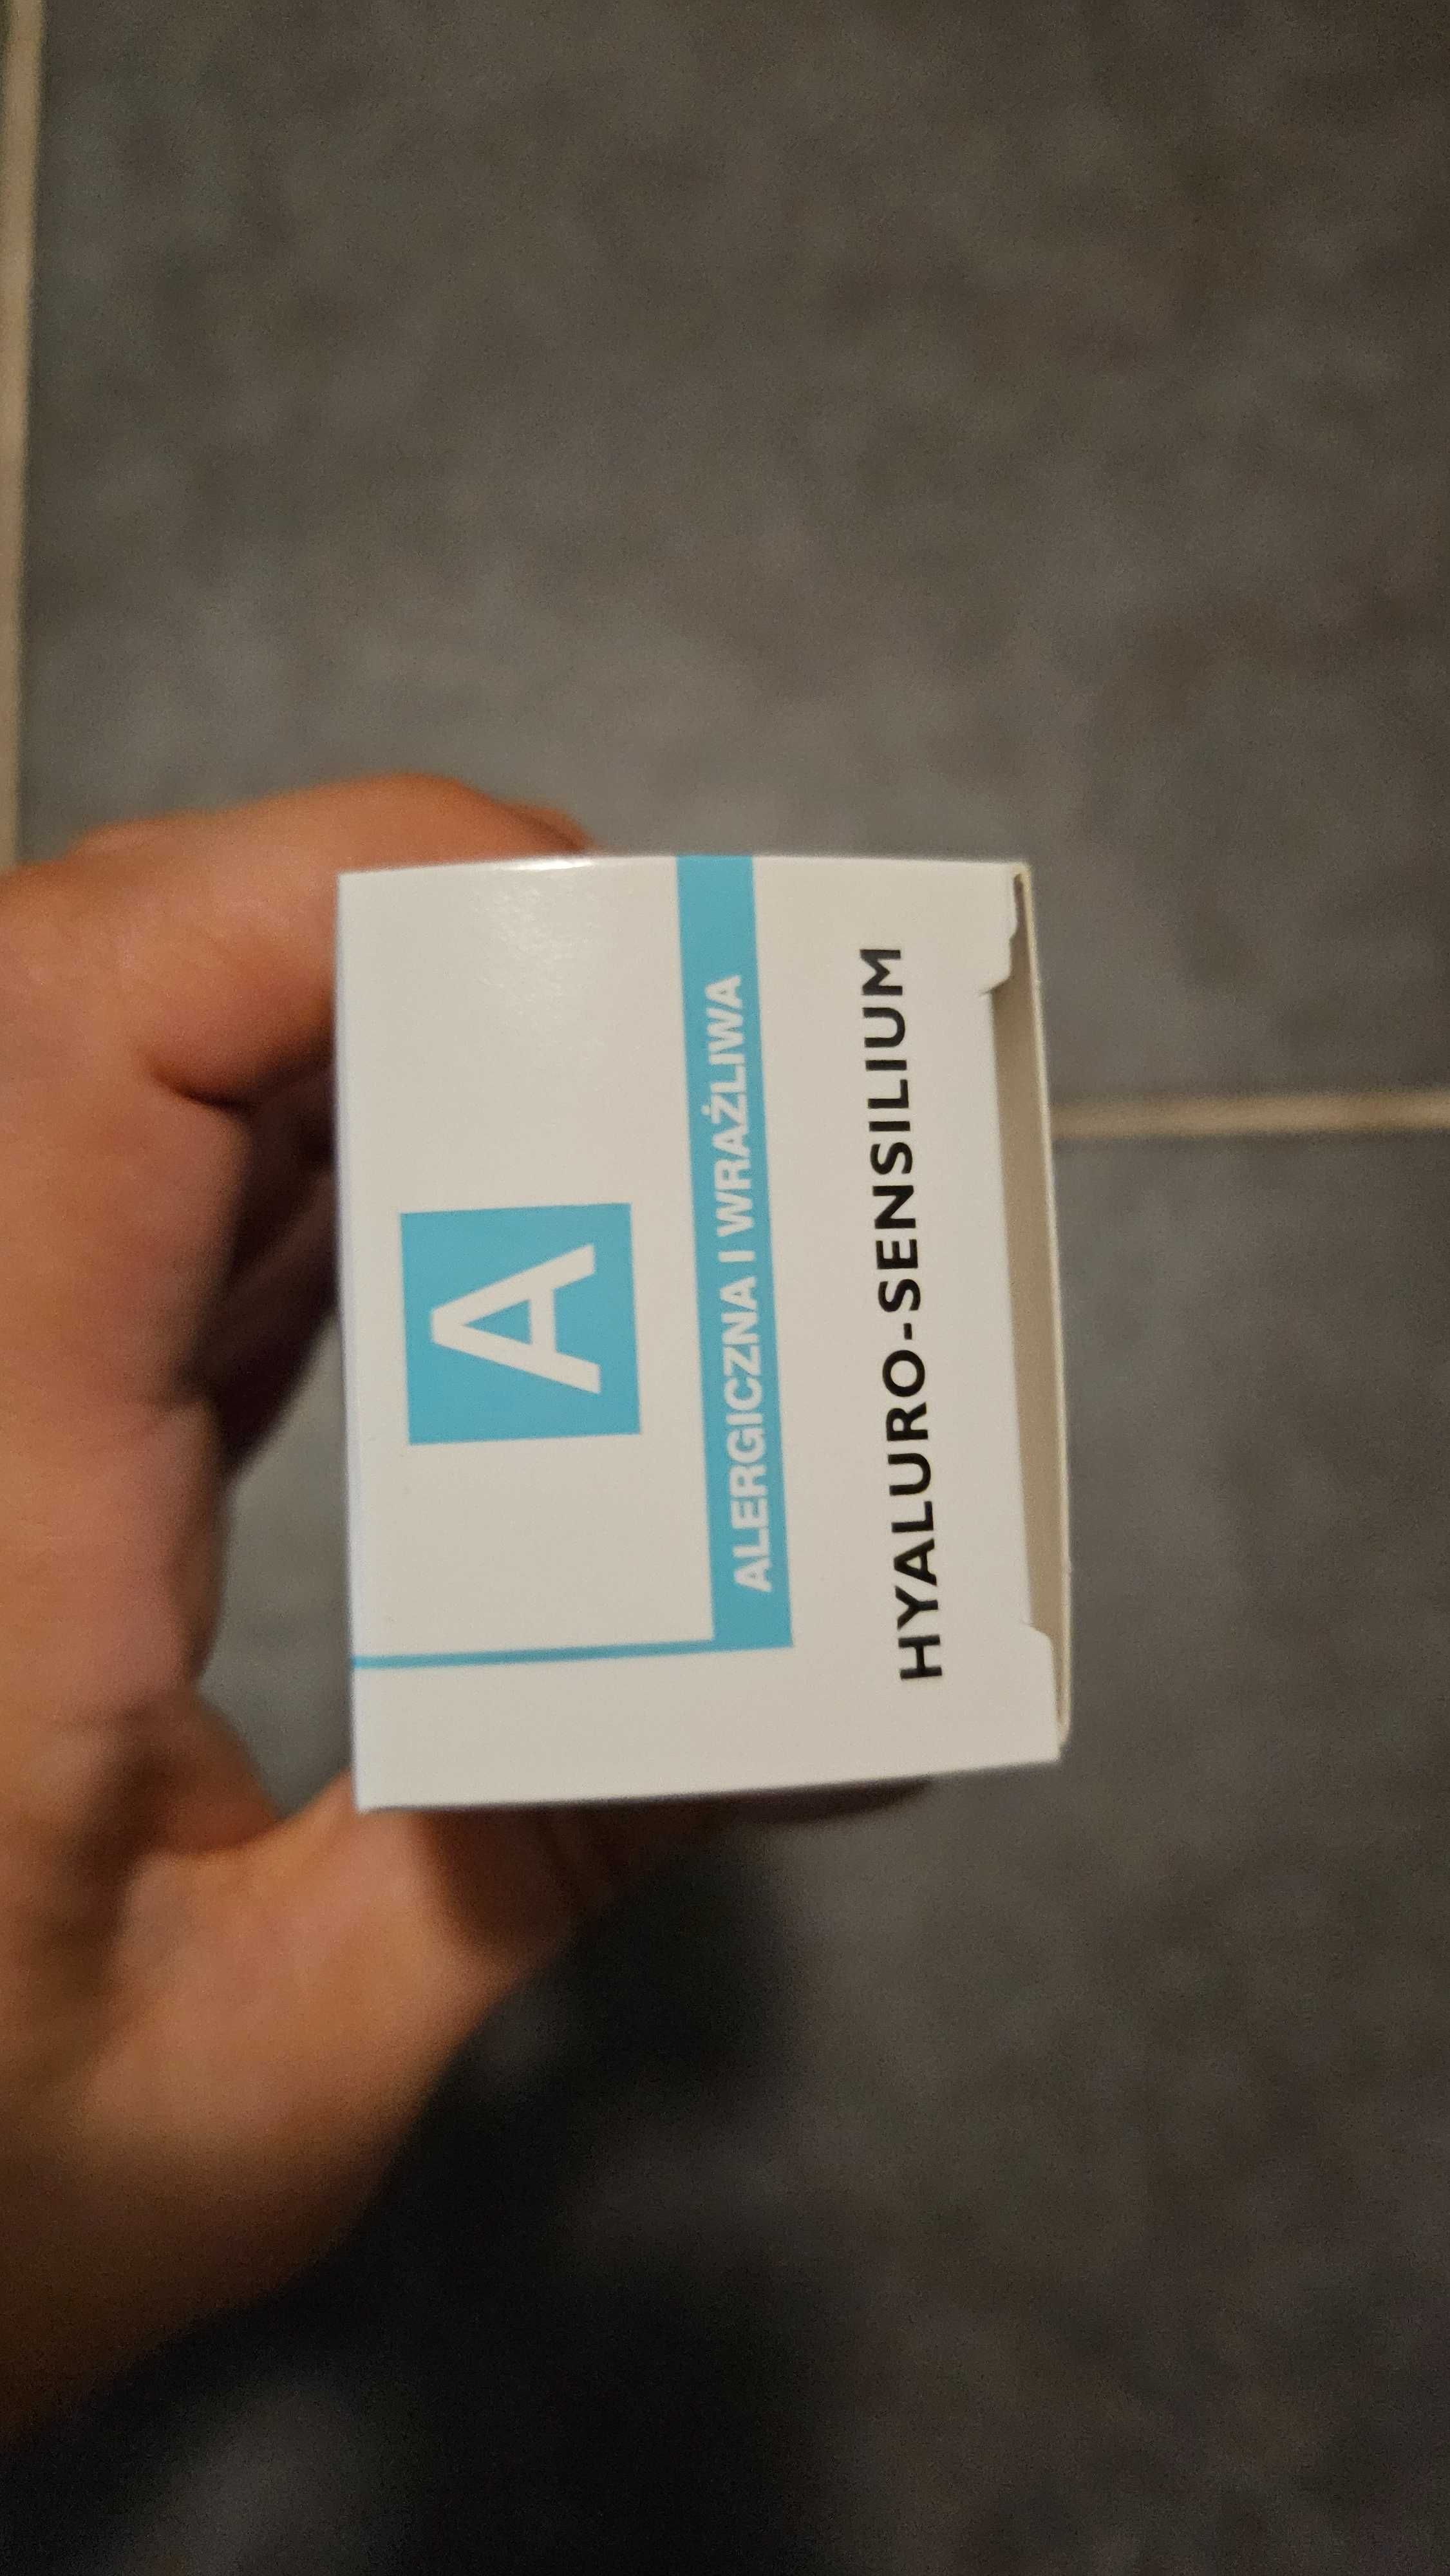 A
ALERGICZNA I WRAŻLIWA
HYALURO-SENSILIUM